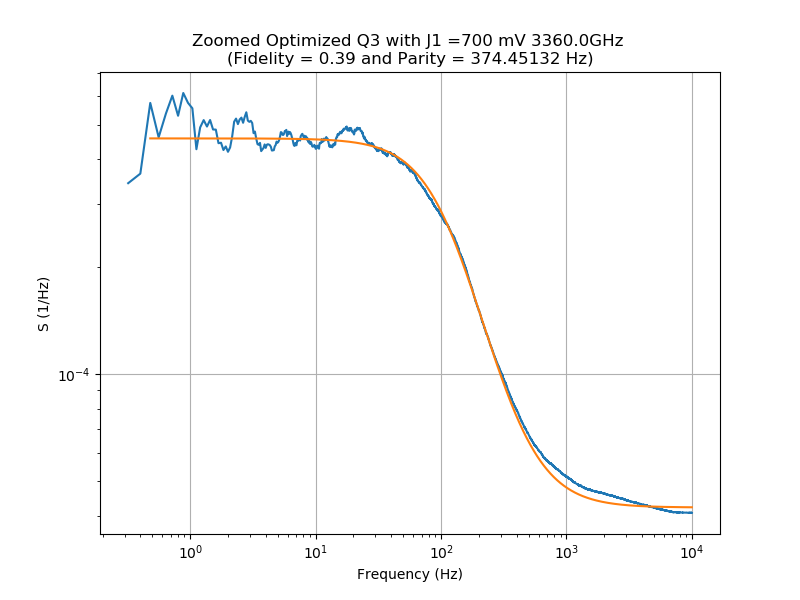 Zoomed Optimized Q3 with J1 =700 mV 3360.0GHz
(Fidelity = 0.39 and Parity = 374.45132 Hz)
S (1/Hz)
10⁻⁴
10⁰ 10¹ 10² 10³ 10⁴
Frequency (Hz)